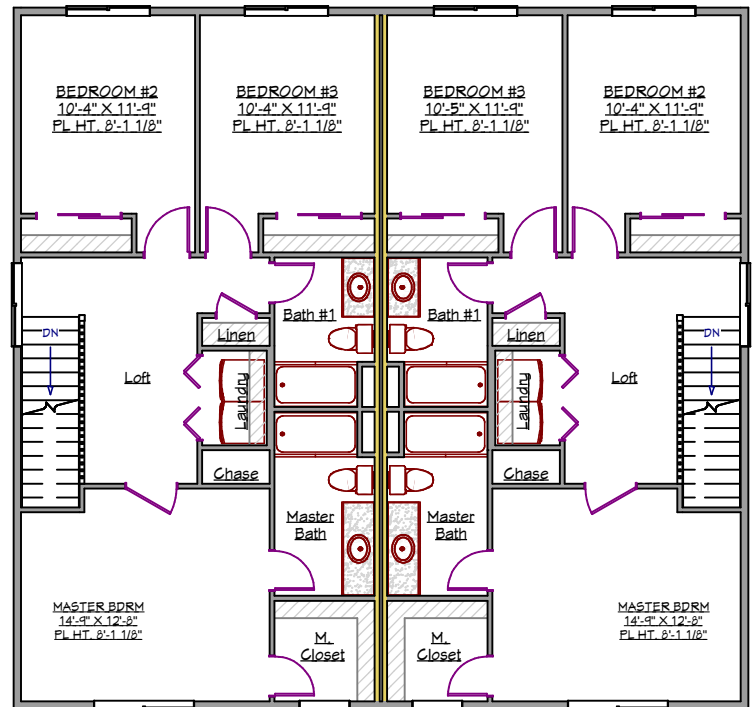 BEDROOM #2
10'-4" X 11'-9"
PL HT. 8'-1 1/8"
BEDROOM #3
10'-4" X 11'-9"
PL HT. 8'-1 1/8"
BEDROOM #3
10'-5" X 11'-9"
PL HT. 8'-1 1/8"
BEDROOM #2
10'-4" X 11'-9"
PL HT. 8'-1 1/8"
Bath #1
Bath #1
DN
Linen
Linen
DN
Loft
Laundry
Laundry
Loft
Chase
Chase
Master
Bath
Master
Bath
MASTER BDRM
14'-9" X 12'-8"
PL HT. 8'-1 1/8"
M.
Closet
M.
Closet
MASTER BDRM
14'-9" X 12'-8"
PL HT. 8'-1 1/8"